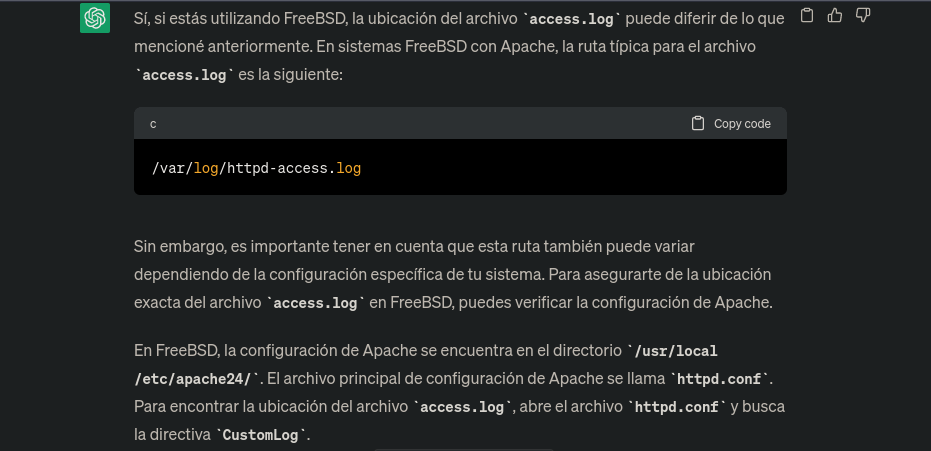 Sí, si estás utilizando FreeBSD, la ubicación del archivo `access.log` puede diferir de lo que
mencioné anteriormente. En sistemas FreeBSD con Apache, la ruta típica para el archivo
`access.log` es la siguiente:
c
Copy code
/var/log/httpd-access.log
Sin embargo, es importante tener en cuenta que esta ruta también puede variar
dependiendo de la configuración específica de tu sistema. Para asegurarte de la ubicación
exacta del archivo `access.log` en FreeBSD, puedes verificar la configuración de Apache.
En FreeBSD, la configuración de Apache se encuentra en el directorio `/usr/local
/etc/apache24/`. El archivo principal de configuración de Apache se llama `httpd.conf`.
Para encontrar la ubicación del archivo `access.log`, abre el archivo `httpd.conf` y busca
la directiva `CustomLog`.